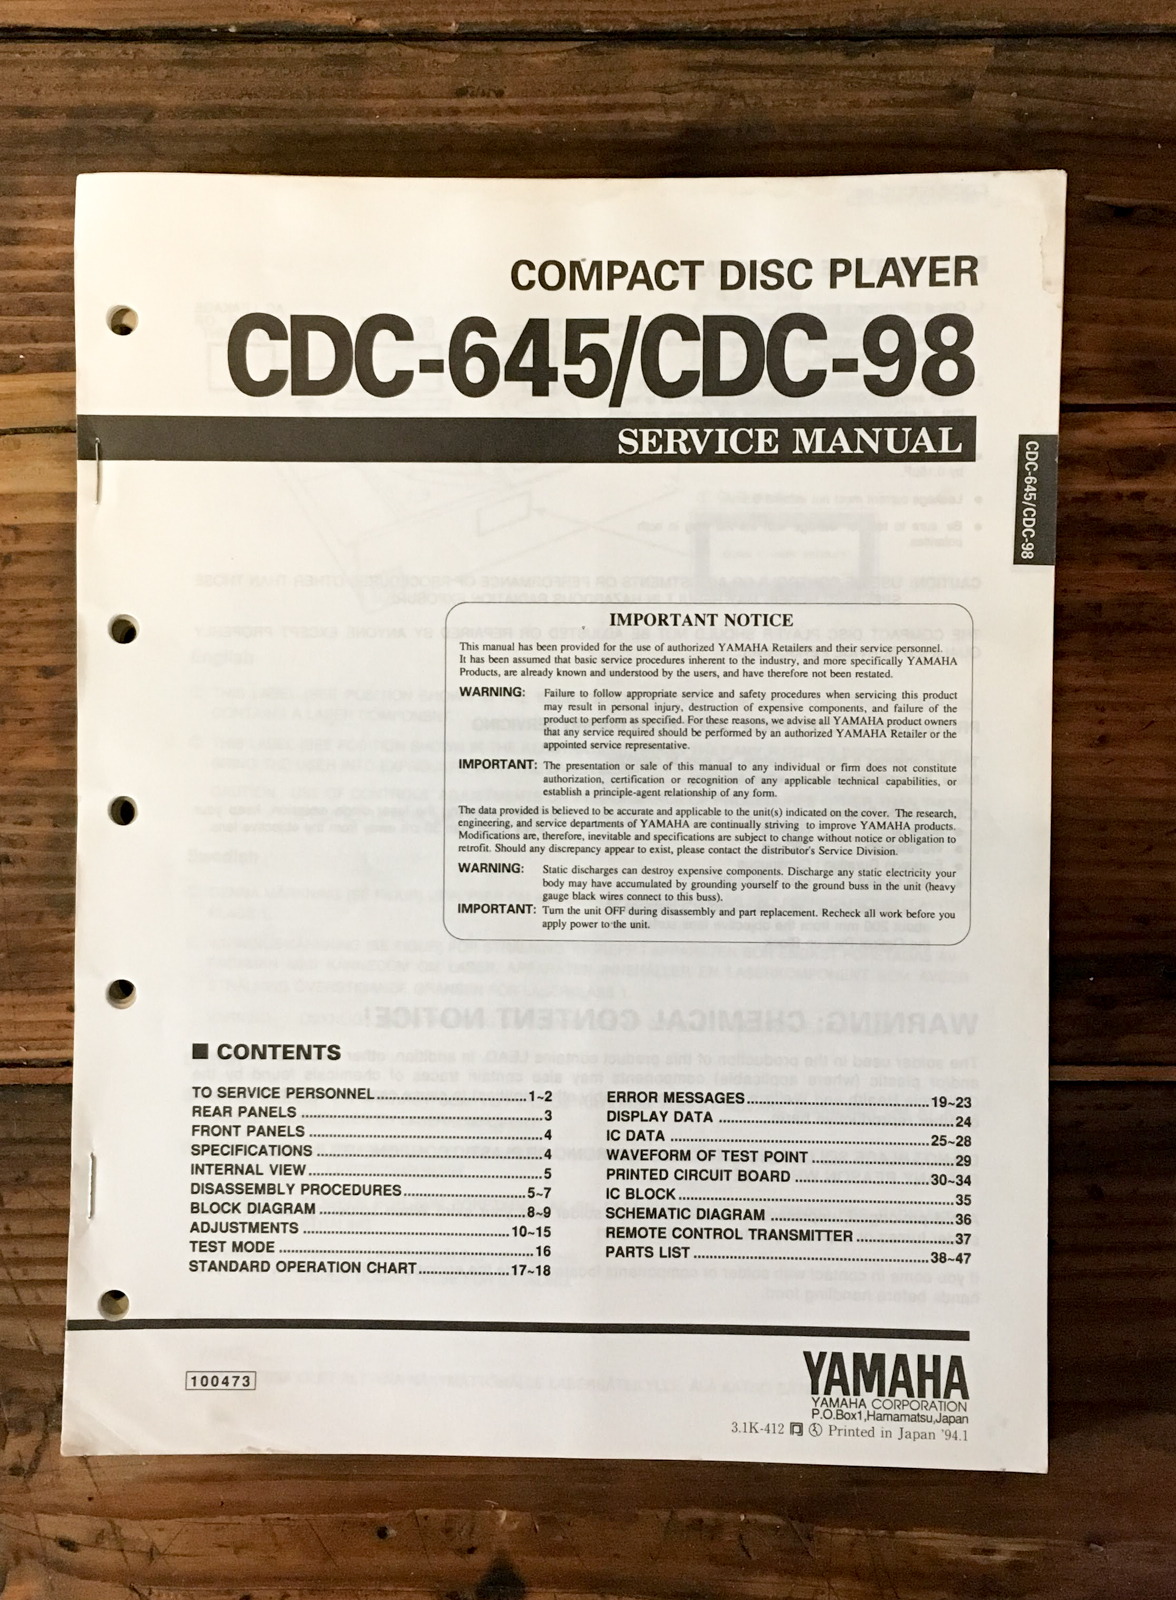 COMPACT DISC PLAYER
CDC-645/CDC-98
SERVICE MANUAL
CDC-645/CDC-98
IMPORTANT NOTICE
This manual has been provided for the use of authorized YAMAHA Retailers and their service personnel.
It has been assumed that basic service procedures inherent to the industry, and more specifically YAMAHA
Products, are already known and understood by the users, and have therefore not been restated.
WARNING: Failure to follow appropriate service and safety procedures when servicing this product
may result in personal injury, destruction of expensive components, and failure of the
product to perform as specified. For these reasons, we advise all YAMAHA product owners
that any service required should be performed by an authorized YAMAHA Retailer or the
appointed service representative.
IMPORTANT: The presentation or sale of this manual to any individual or firm does not constitute
authorization, certification or recognition of any applicable technical capabilities, or
establish a principle-agent relationship of any form.
The data provided is believed to be accurate and applicable to the unit(s) indicated on the cover. The research,
engineering, and service departments of YAMAHA are continually striving to improve YAMAHA products.
Modifications are, therefore, inevitable and specifications are subject to change without notice or obligation to
retrofit. Should any discrepancy appear to exist, please contact the distributor's Service Division.
WARNING: Static discharges can destroy expensive components. Discharge any static electricity your
body may have accumulated by grounding yourself to the ground buss in the unit (heavy
gauge black wires connect to this buss).
IMPORTANT: Turn the unit OFF during disassembly and part replacement. Recheck all work before you
apply power to the unit.
■ CONTENTS
TO SERVICE PERSONNEL.....1~2
REAR PANELS.....3
FRONT PANELS.....4
SPECIFICATIONS.....4
INTERNAL VIEW.....5
DISASSEMBLY PROCEDURES.....5~7
BLOCK DIAGRAM.....8~9
ADJUSTMENTS.....10~15
TEST MODE.....16
STANDARD OPERATION CHART.....17~18
ERROR MESSAGES.....19~23
DISPLAY DATA.....24
IC DATA.....25~28
WAVEFORM OF TEST POINT.....29
PRINTED CIRCUIT BOARD.....30~34
IC BLOCK.....35
SCHEMATIC DIAGRAM.....36
REMOTE CONTROL TRANSMITTER.....37
PARTS LIST.....38~47
100473
YAMAHA
YAMAHA CORPORATION
P.O.Box1,Hamamatsu,Japan
3.1K-412 Printed in Japan '94.1